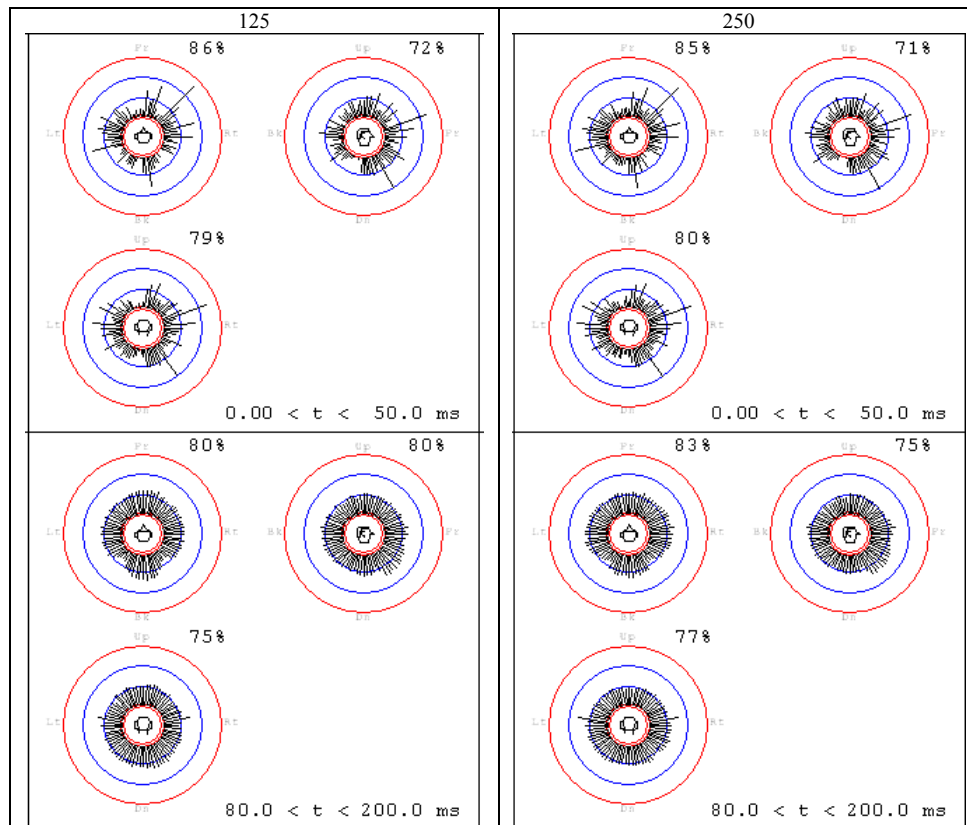 125 250
Fr 86% Up 72% Fr 85% Up 71%
Lt Rt Bk Fr Lt Rt Bk Fr
Bk Dn Bk Dn
Up 79% Up 80%
Lt Rt Lt Rt
Dn Dn
0.00 < t < 50.0 ms 0.00 < t < 50.0 ms
Fr 80% Up 80% Fr 83% Up 75%
Lt Rt Bk Fr Lt Rt Bk Fr
Bk Dn Bk Dn
Up 75% Up 77%
Lt Rt Lt Rt
Dn Dn
80.0 < t < 200.0 ms 80.0 < t < 200.0 ms